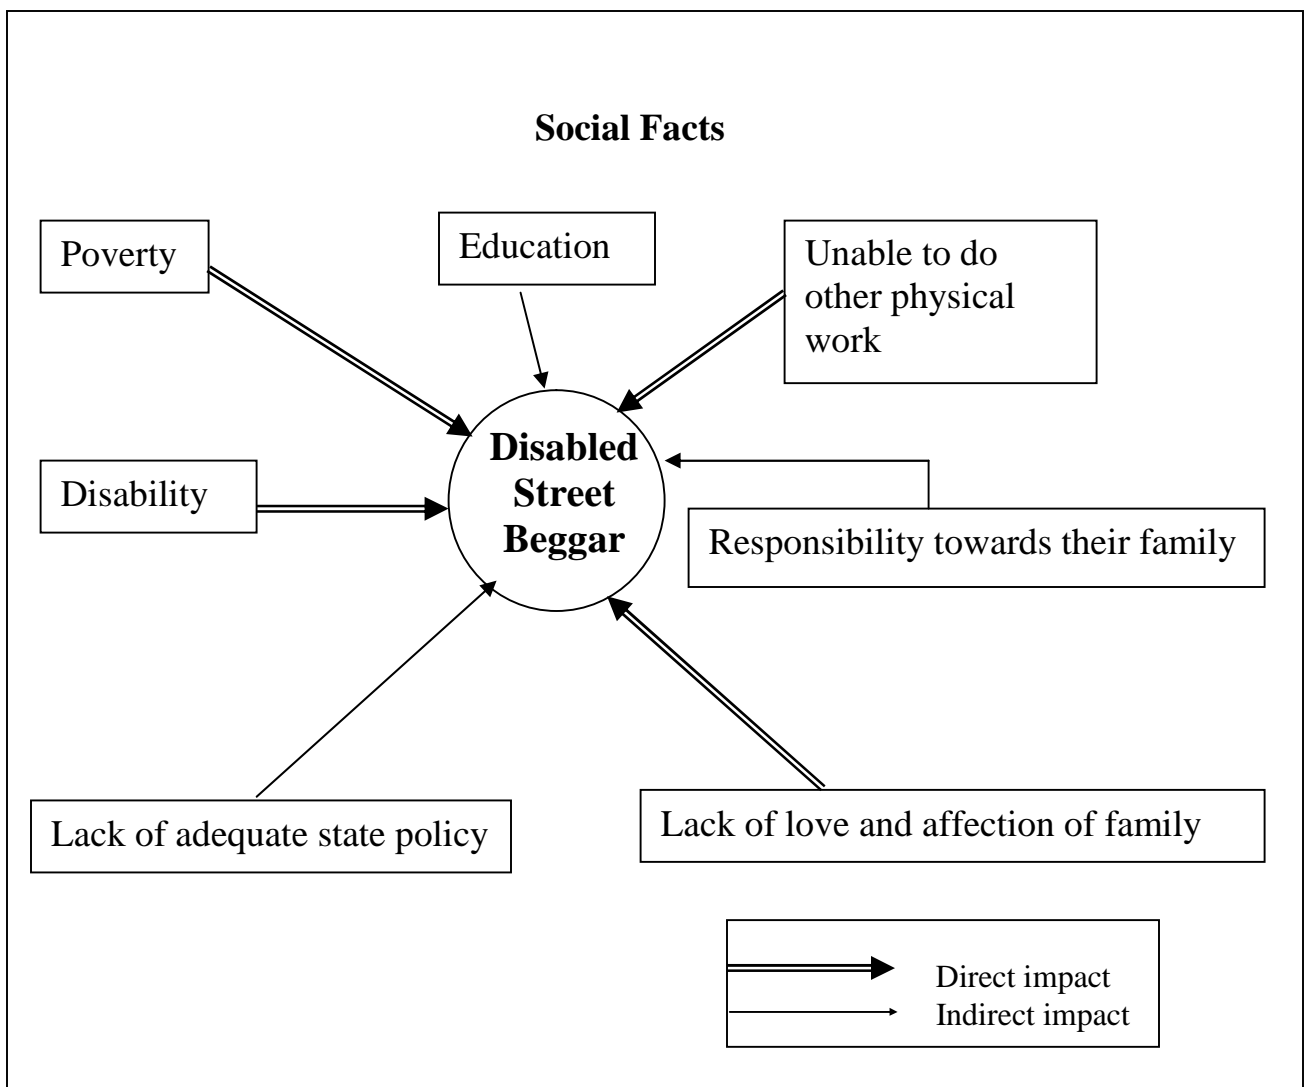 Social Facts
Poverty
Education
Unable to do
other physical
work
Disability
Disabled
Street
Beggar
Responsibility towards their family
Lack of adequate state policy
Lack of love and affection of family
Direct impact
Indirect impact